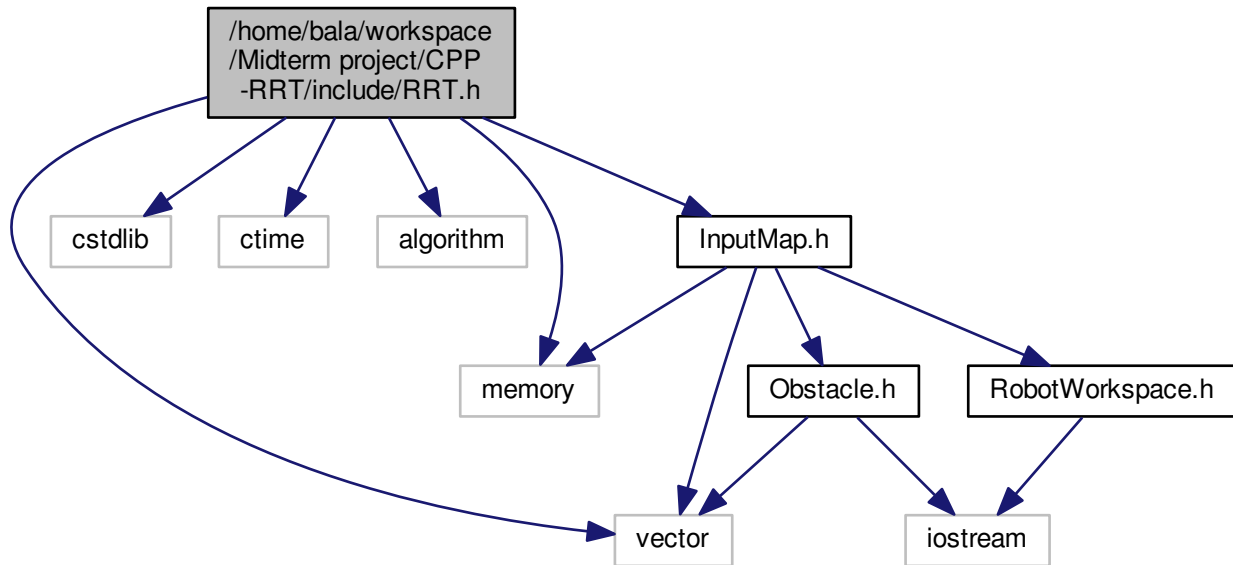 /home/bala/workspace
/Midterm project/CPP
-RRT/include/RRT.h
cstdlib
ctime
algorithm
InputMap.h
memory
Obstacle.h
RobotWorkspace.h
vector
iostream